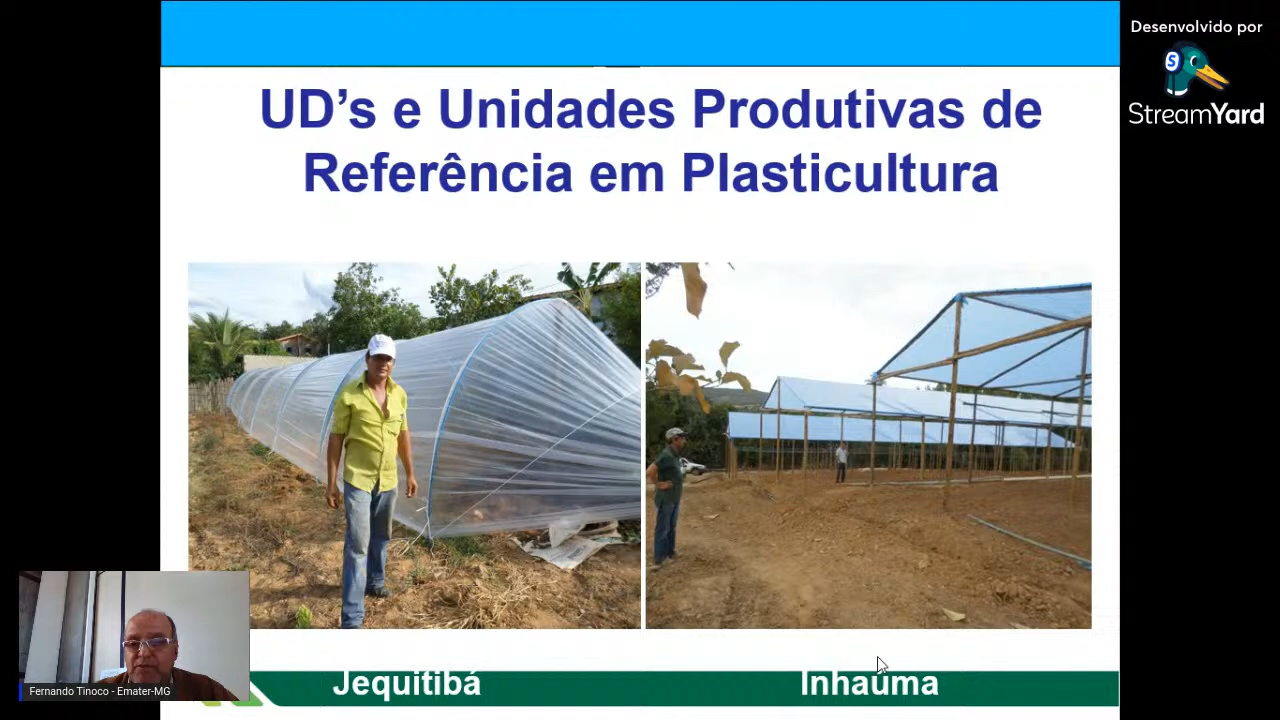 Desenvolvido por
StreamYard
UD’s e Unidades Produtivas de
Referência em Plasticultura
Jequitibá
Inhaúma
Fernando Tinoco - Emater-MG